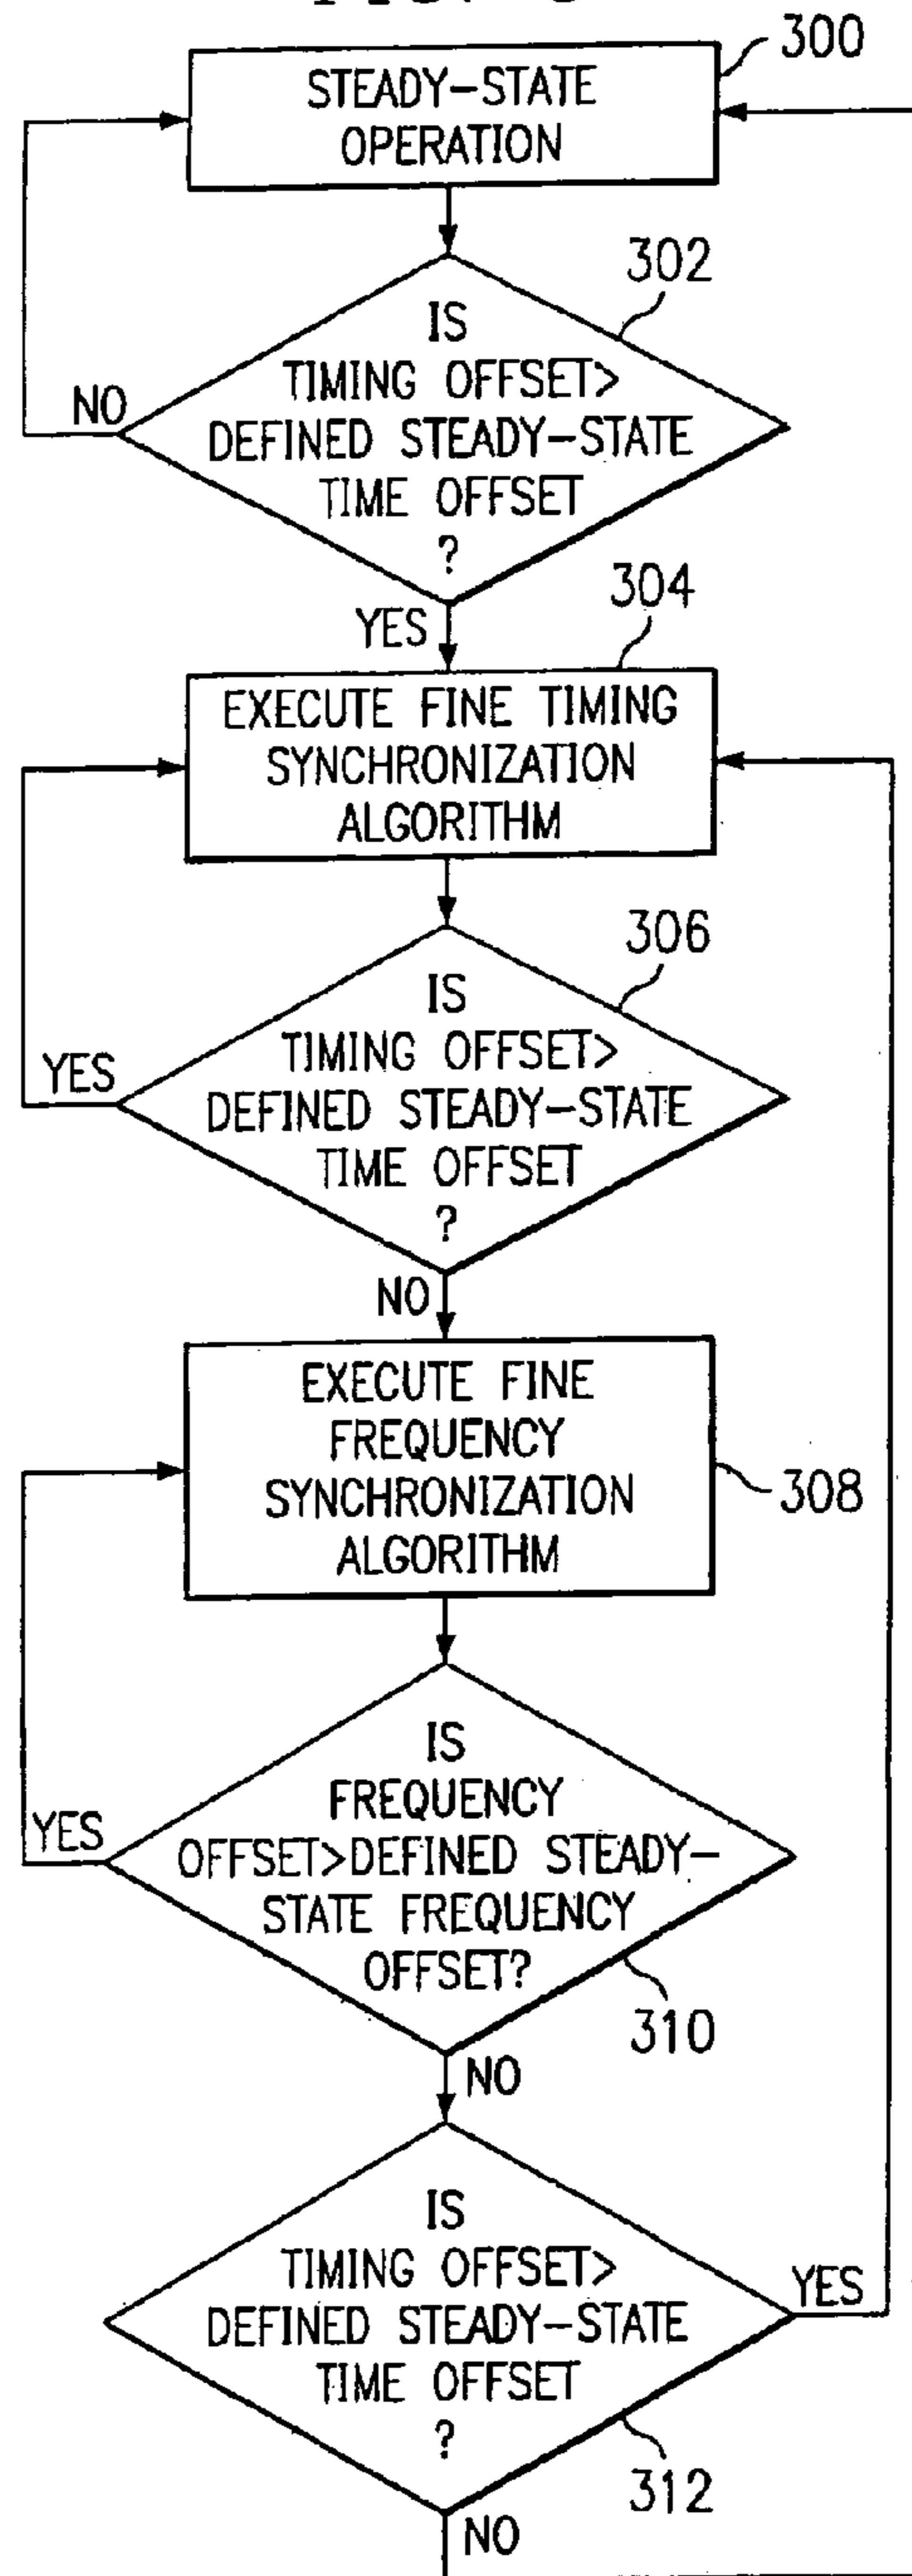 300
STEADY-STATE
OPERATION
302
IS
TIMING OFFSET>
DEFINED STEADY-STATE
TIME OFFSET
?
NO
YES
304
EXECUTE FINE TIMING
SYNCHRONIZATION
ALGORITHM
306
IS
TIMING OFFSET>
DEFINED STEADY-STATE
TIME OFFSET
?
YES
NO
EXECUTE FINE
FREQUENCY
SYNCHRONIZATION
ALGORITHM
308
IS
FREQUENCY
OFFSET>DEFINED STEADY-
STATE FREQUENCY
OFFSET?
YES
310
NO
IS
TIMING OFFSET>
DEFINED STEADY-STATE
TIME OFFSET
?
YES
312
NO